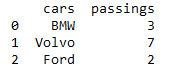 cars passings
0 BMW 3
1 Volvo 7
2 Ford 2